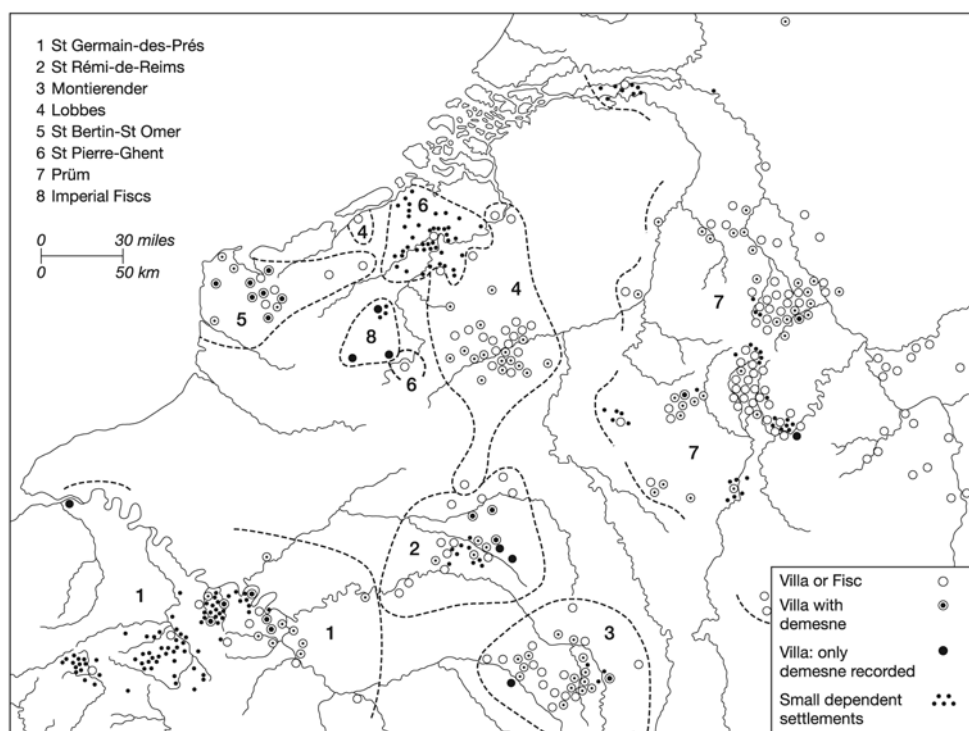 1 St Germain-des-Prés
2 St Rémi-de-Reims
3 Montierender
4 Lobbes
5 St Bertin-St Omer
6 St Pierre-Ghent
7 Prüm
8 Imperial Fiscs
0 30 miles
0 50 km
6
4
4
5
8
7
6
7
2
1
1
3
Villa or Fisc
Villa with
demesne
Villa: only
demesne recorded
Small dependent
settlements